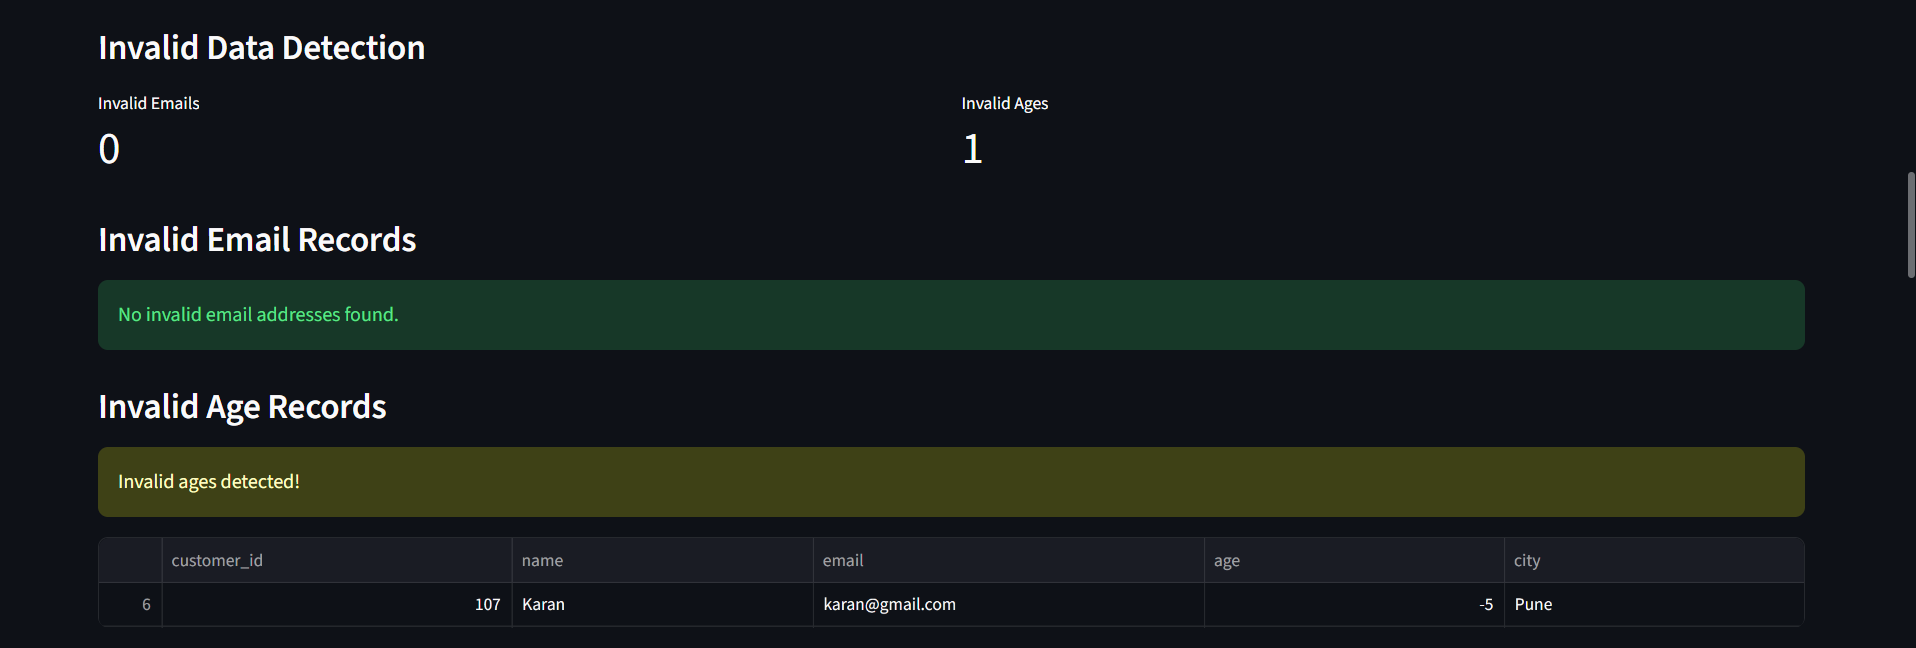 Invalid Data Detection
Invalid Emails Invalid Ages
0 1
Invalid Email Records
No invalid email addresses found.
Invalid Age Records
Invalid ages detected!
customer_id name email age city
6 107 Karan karan@gmail.com -5 Pune